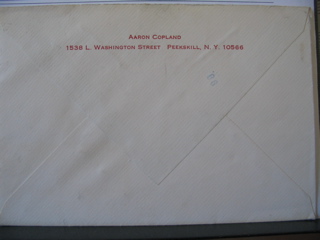 AARON COPLAND
1538 L. WASHINGTON STREET PEEKSKILL, N. Y. 10566